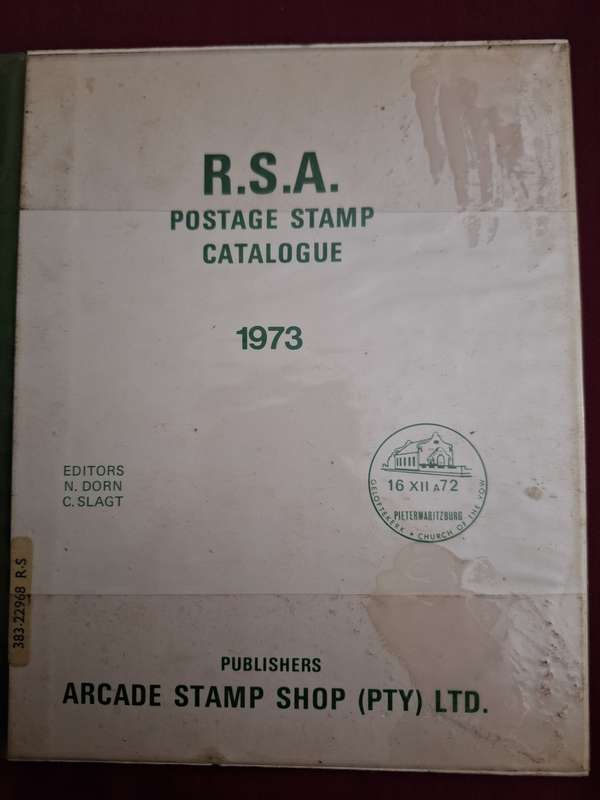 R.S.A.
POSTAGE STAMP
CATALOGUE
1973
EDITORS
N. DORN
C. SLAGT
16 XII A72
PIETERMARITZBURG
GELOFTEKERK • CHURCH OF THE VOW
383-22968 R-S
PUBLISHERS
ARCADE STAMP SHOP (PTY) LTD.